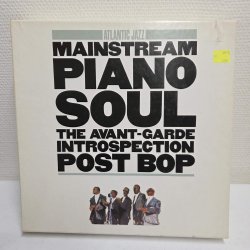 ATLANTIC JAZZ
MAINSTREAM
PIANO
SOUL
THE AVANT-GARDE
INTROSPECTION
POST BOP